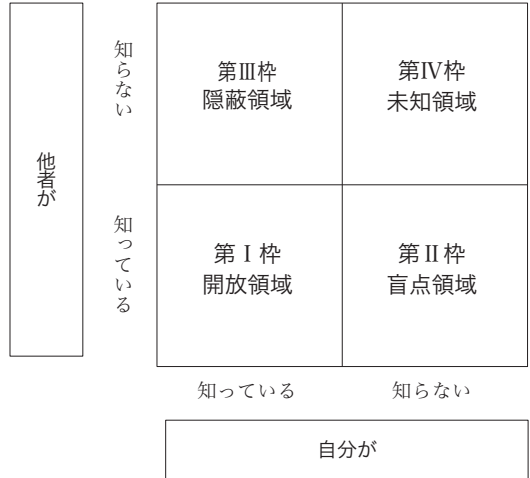 他者が
知らない
第Ⅲ枠
隠蔽領域
第Ⅳ枠
未知領域
知っている
第Ⅰ枠
開放領域
第Ⅱ枠
盲点領域
知っている
知らない
自分が